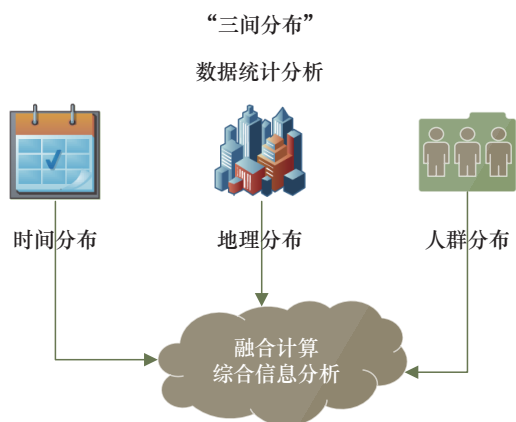 “三间分布”
数据统计分析
时间分布
地理分布
人群分布
融合计算
综合信息分析